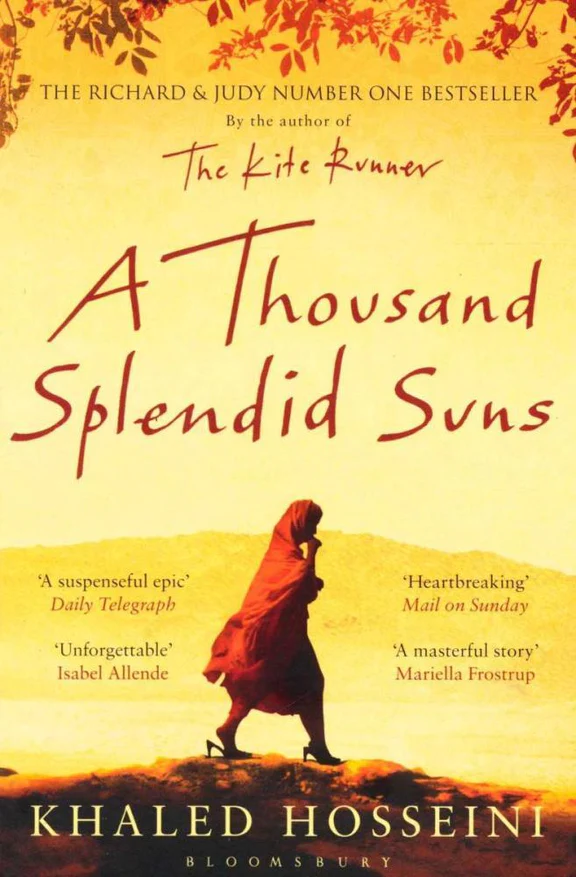 THE RICHARD & JUDY NUMBER ONE BESTSELLER
By the author of
The Kite Runner
A Thousand
Splendid Suns
‘A suspenseful epic’
Daily Telegraph
‘Heartbreaking’
Mail on Sunday
‘Unforgettable’
Isabel Allende
‘A masterful story’
Mariella Frostrup
KHALED HOSSEINI
BLOOMSBURY